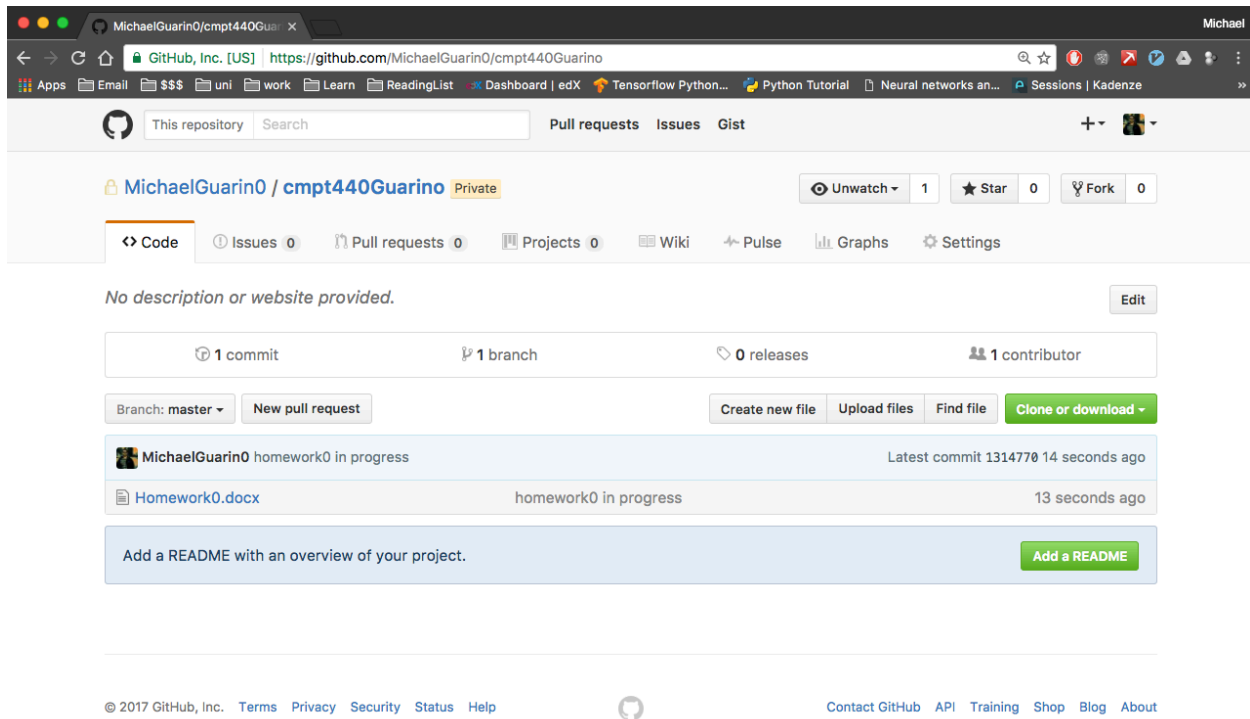 MichaelGuarin0/cmpt440Guar
Michael
GitHub, Inc. [US] https://github.com/MichaelGuarin0/cmpt440Guarino
Apps Email $$$ uni work Learn ReadingList Dashboard | edX Tensorflow Python... Python Tutorial Neural networks an... Sessions | Kadenze »
This repository Search Pull requests Issues Gist
MichaelGuarin0 / cmpt440Guarino Private Unwatch 1 Star 0 Fork 0
Code Issues 0 Pull requests 0 Projects 0 Wiki Pulse Graphs Settings
No description or website provided. Edit
1 commit 1 branch 0 releases 1 contributor
Branch: master New pull request Create new file Upload files Find file Clone or download
MichaelGuarin0 homework0 in progress Latest commit 1314770 14 seconds ago
Homework0.docx homework0 in progress 13 seconds ago
Add a README with an overview of your project. Add a README
© 2017 GitHub, Inc. Terms Privacy Security Status Help Contact GitHub API Training Shop Blog About